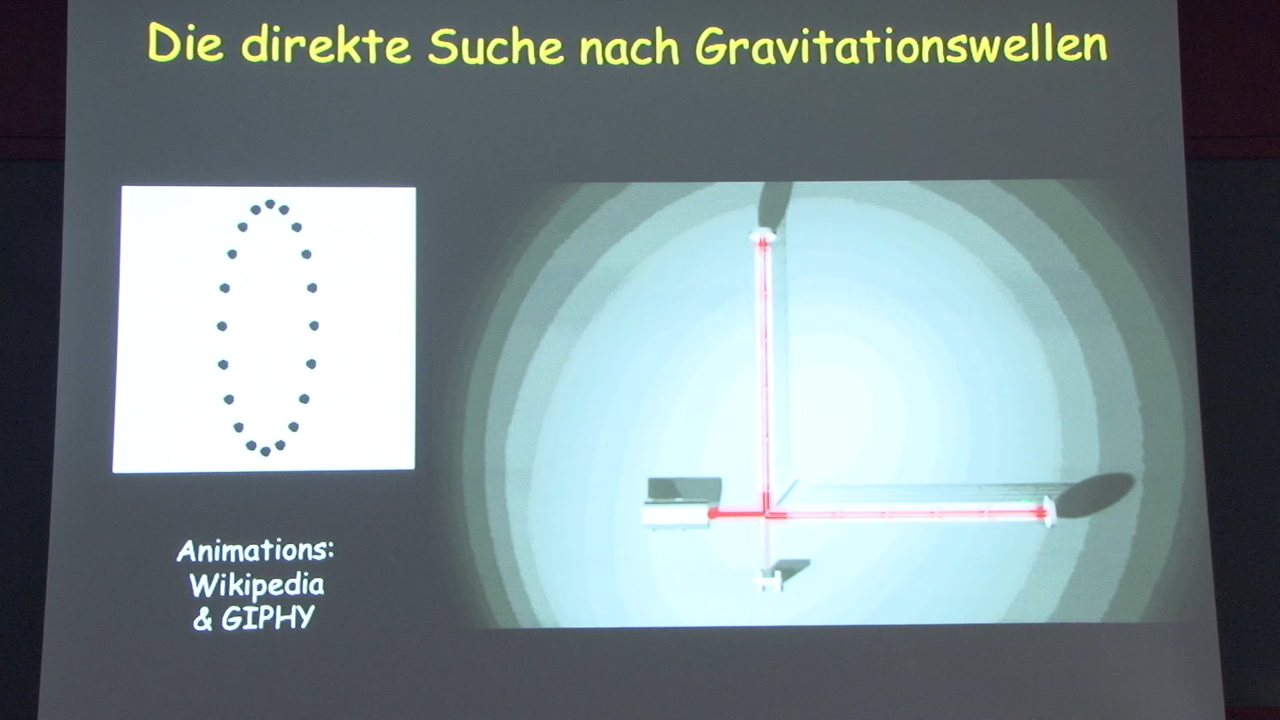 Die direkte Suche nach Gravitationswellen
Animations:
Wikipedia
& GIPHY